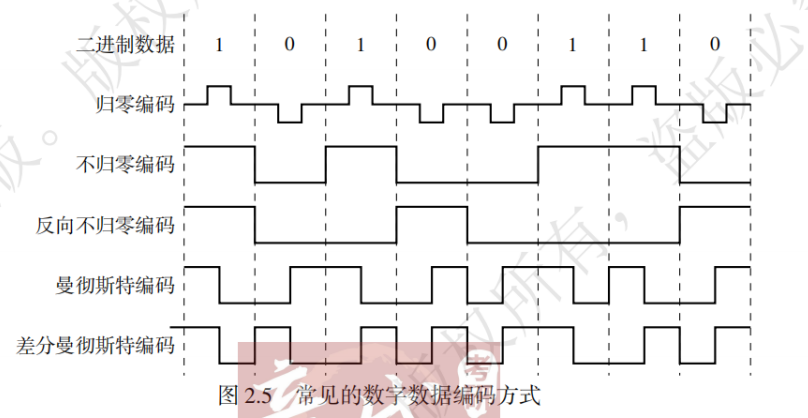 二进制数据 1 0 1 0 0 1 1 0
归零编码
不归零编码
反向不归零编码
曼彻斯特编码
差分曼彻斯特编码
图 2.5 常见的数字数据编码方式